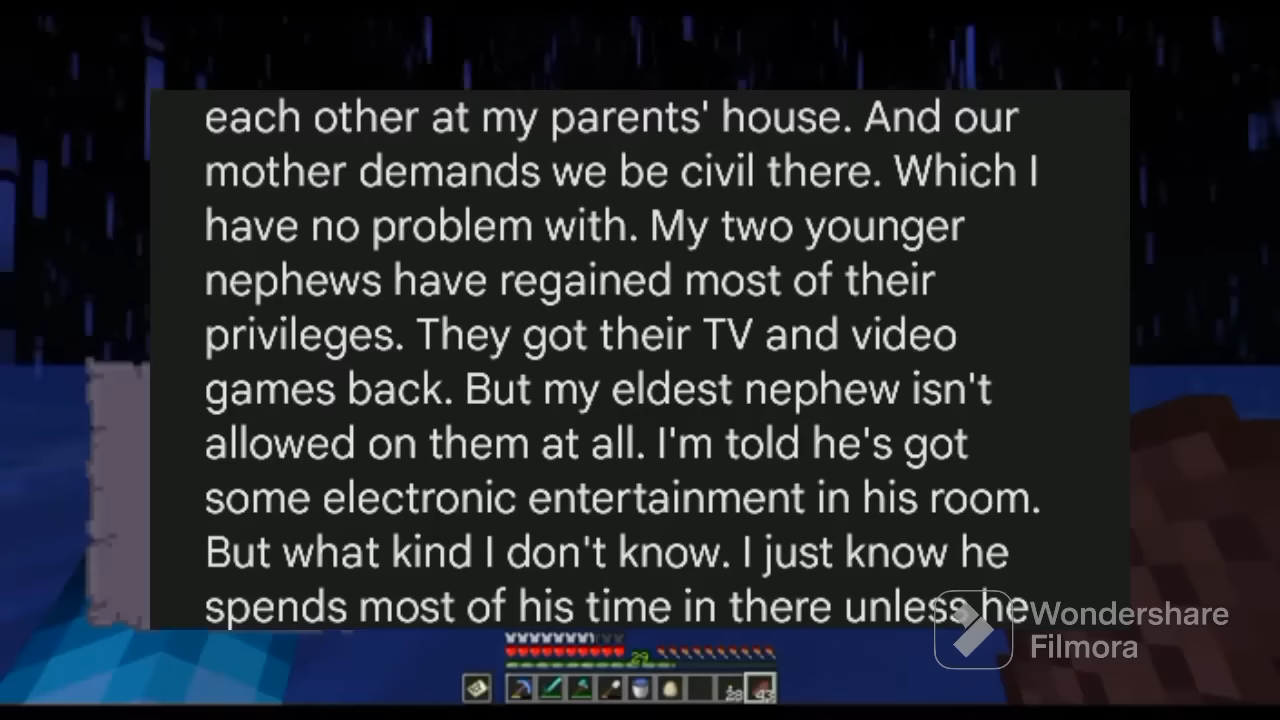 each other at my parents' house. And our
mother demands we be civil there. Which I
have no problem with. My two younger
nephews have regained most of their
privileges. They got their TV and video
games back. But my eldest nephew isn't
allowed on them at all. I'm told he's got
some electronic entertainment in his room.
But what kind I don't know. I just know he
spends most of his time in there unless he
Wondershare
Filmora
29
28
43